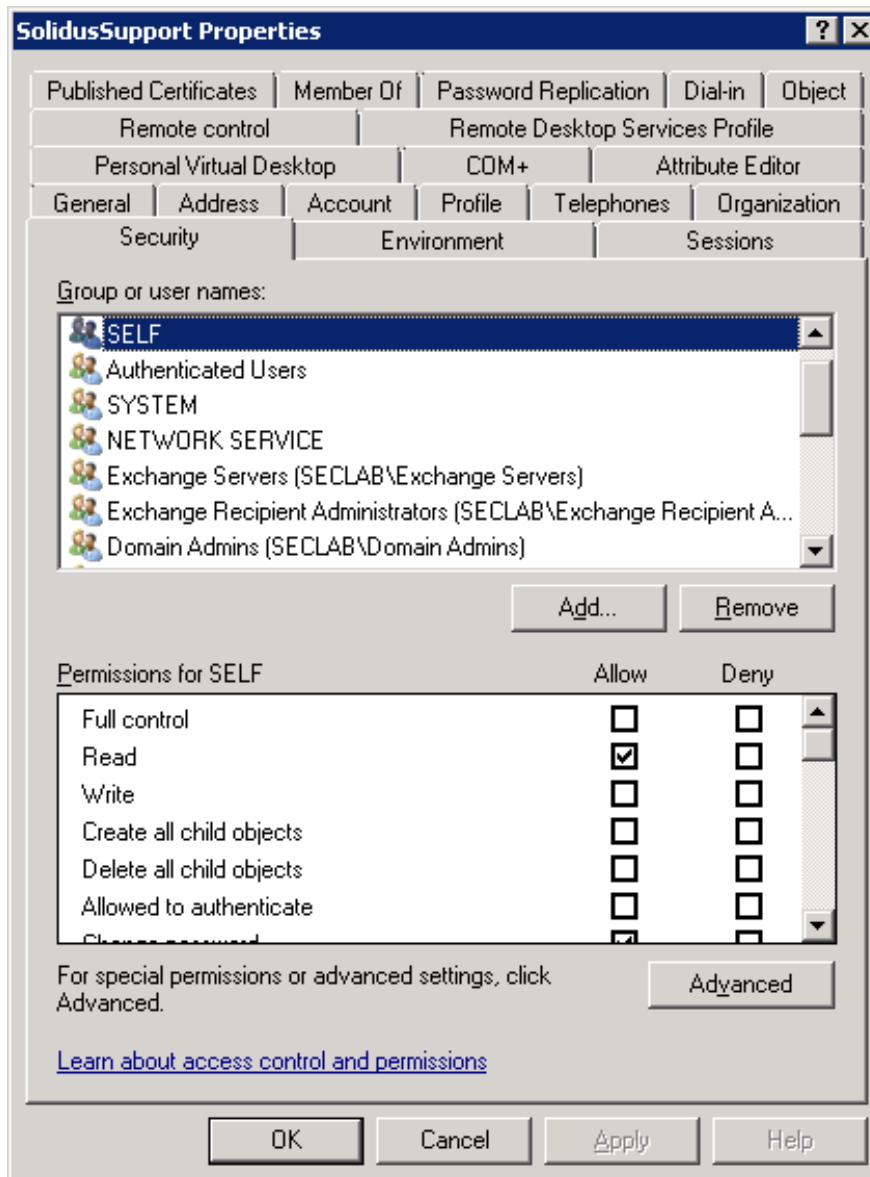 SolidusSupport Properties
Published Certificates Member Of Password Replication Dial-in Object
Remote control Remote Desktop Services Profile
Personal Virtual Desktop COM+ Attribute Editor
General Address Account Profile Telephones Organization
Security Environment Sessions
Group or user names:
SELF
Authenticated Users
SYSTEM
NETWORK SERVICE
Exchange Servers (SECLAB\Exchange Servers)
Exchange Recipient Administrators (SECLAB\Exchange Recipient A...
Domain Admins (SECLAB\Domain Admins)
Add... Remove
Permissions for SELF Allow Deny
Full control
Read
Write
Create all child objects
Delete all child objects
Allowed to authenticate
Change password
For special permissions or advanced settings, click Advanced
Advanced.
Learn about access control and permissions
OK Cancel Apply Help